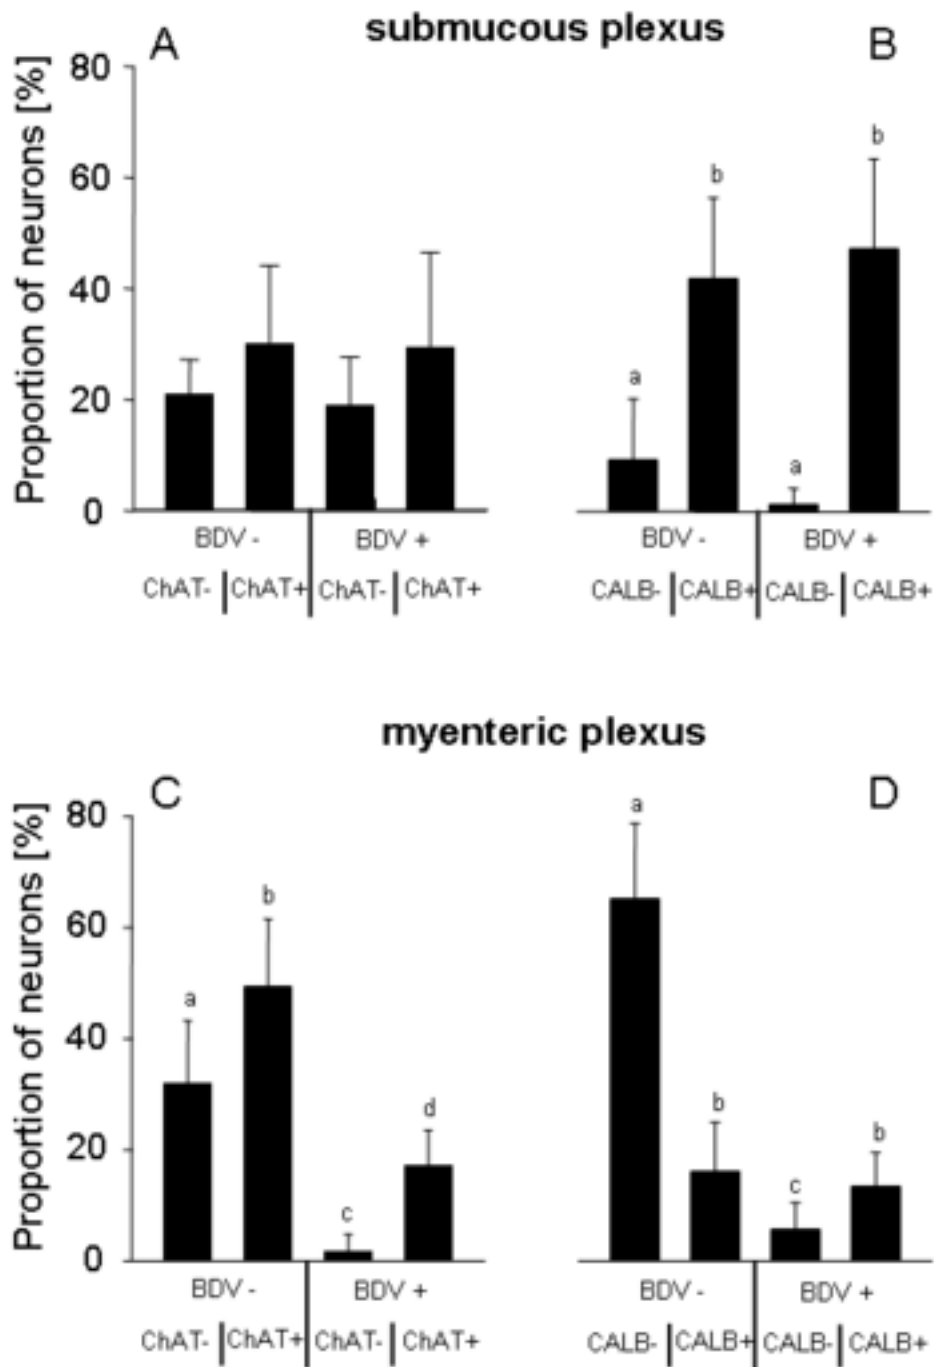 submucous plexus
A
B
Proportion of neurons [%]
80
60
40
20
0
a
b
a
b
BDV - BDV +
ChAT- ChAT+ ChAT- ChAT+
BDV - BDV +
CALB- CALB+ CALB- CALB+
myenteric plexus
C
D
Proportion of neurons [%]
80
60
40
20
0
a
b
c
d
a
b
c
b
BDV - BDV +
ChAT- ChAT+ ChAT- ChAT+
BDV - BDV +
CALB- CALB+ CALB- CALB+